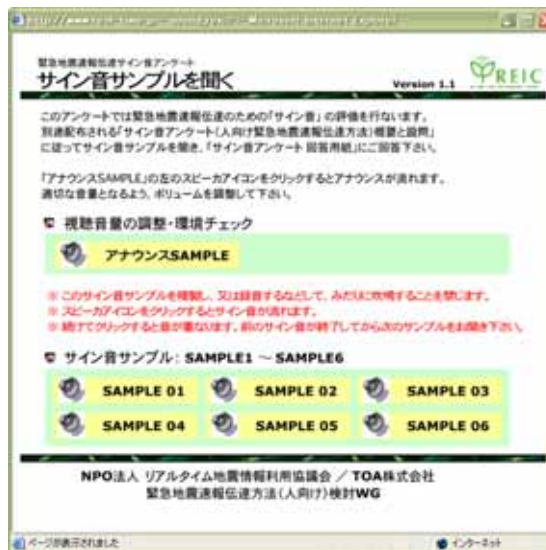 緊急地震速報伝達サイン音アンケート
サイン音サンプルを聞く
Version 1.1
REIC
このアンケートでは緊急地震速報伝達のための「サイン音」の評価を行ないます。
別途配布される「サイン音アンケート(人向け緊急地震速報伝達方法)概要と設問」
に従ってサイン音サンプルを聞き、「サイン音アンケート 回答用紙」にご回答下さい。
「アナウンスSAMPLE」の左のスピーカアイコンをクリックするとアナウンスが流れます。
適切な音量となるよう、ボリュームを調整して下さい。
視聴音量の調整・環境チェック
アナウンスSAMPLE
※ このサイン音サンプルを複製し、又は録音するなどして、みだりに吹鳴することを禁じます。
※ スピーカアイコンをクリックするとサイン音が流れます。
※ 続けてクリックすると音が重なります。前のサイン音が終了してから次のサンプルをお聞き下さい。
サイン音サンプル: SAMPLE1 ～ SAMPLE6
SAMPLE 01 SAMPLE 02 SAMPLE 03
SAMPLE 04 SAMPLE 05 SAMPLE 06
NPO法人 リアルタイム地震情報利用協議会 ／ TOA株式会社
緊急地震速報伝達方法(人向け)検討WG
ページが表示されました インターネット